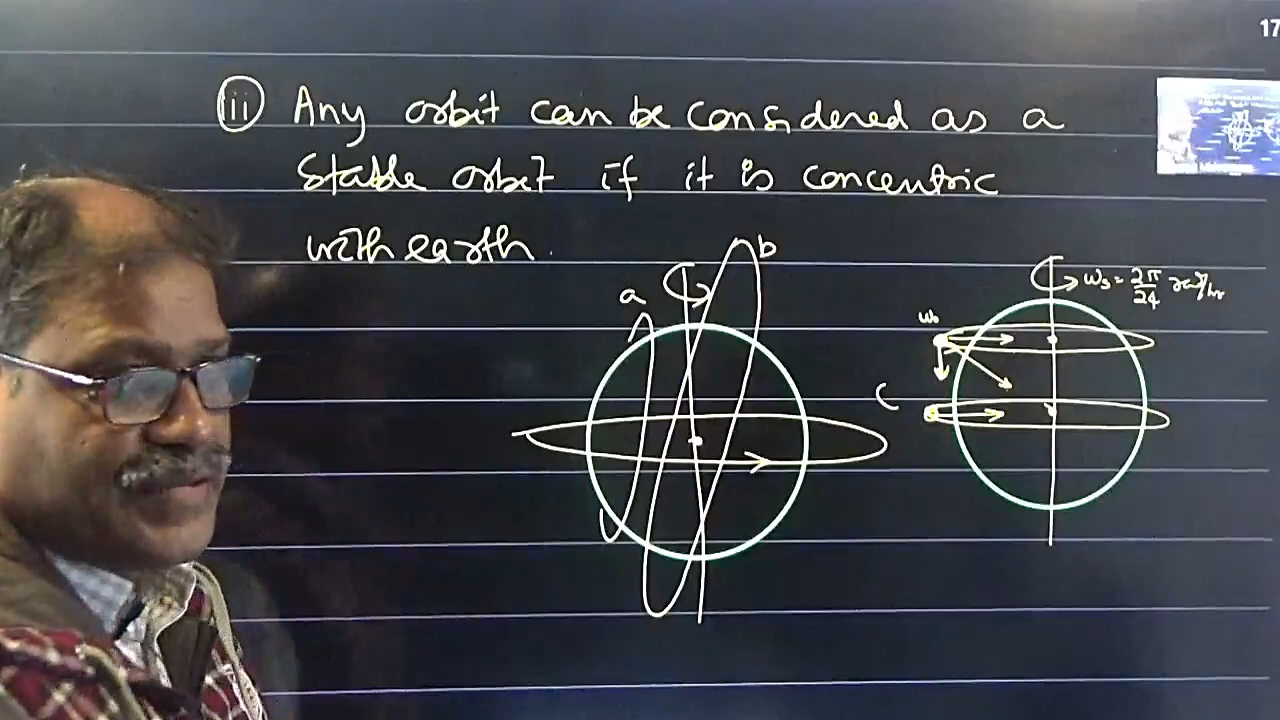 17
(iii) Any orbit can be considered as a
stable orbit if it is concentric
with earth.
a
b
C
ω₀
ωs = 2π/24 rad/hr